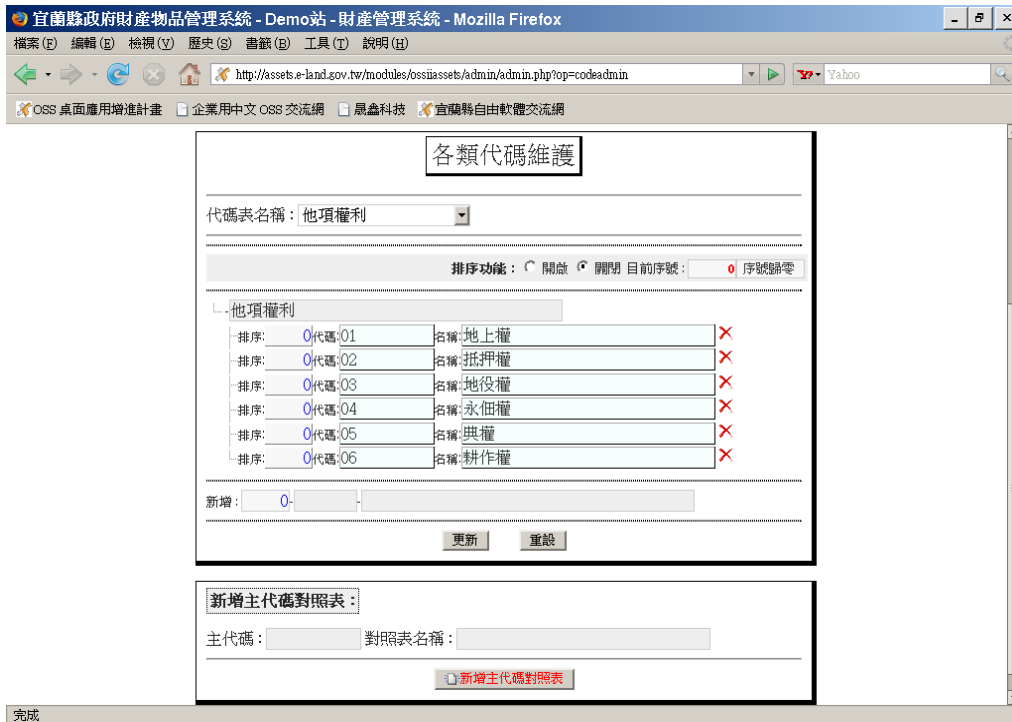 宜蘭縣政府財產物品管理系統 - Demo站 - 財產管理系統 - Mozilla Firefox
檔案(F) 編輯(E) 檢視(V) 歷史(S) 書籤(B) 工具(T) 說明(H)
http://assets.e-land.gov.tw/modules/ossiiassets/admin/admin.php?op=codeadmin Yahoo
OSS 桌面應用增進計畫 企業用中文 OSS 交流網 晟鑫科技 宜蘭縣自由軟體交流網
各類代碼維護
代碼表名稱：他項權利
排序功能： 開啟 關閉 目前序號： 0 序號歸零
他項權利
排序: 0 代碼: 01 名稱: 地上權
排序: 0 代碼: 02 名稱: 抵押權
排序: 0 代碼: 03 名稱: 地役權
排序: 0 代碼: 04 名稱: 永佃權
排序: 0 代碼: 05 名稱: 典權
排序: 0 代碼: 06 名稱: 耕作權
新增： 0 - -
更新 重設
新增主代碼對照表：
主代碼： 對照表名稱：
新增主代碼對照表
完成